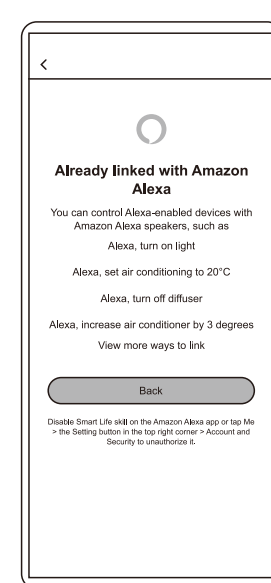 Already linked with Amazon
Alexa
You can control Alexa-enabled devices with
Amazon Alexa speakers, such as
Alexa, turn on light
Alexa, set air conditioning to 20°C
Alexa, turn off diffuser
Alexa, increase air conditioner by 3 degrees
View more ways to link
Back
Disable Smart Life skill on the Amazon Alexa app or tap Me
> the Setting button in the top right corner > Account and
Security to unauthorize it.